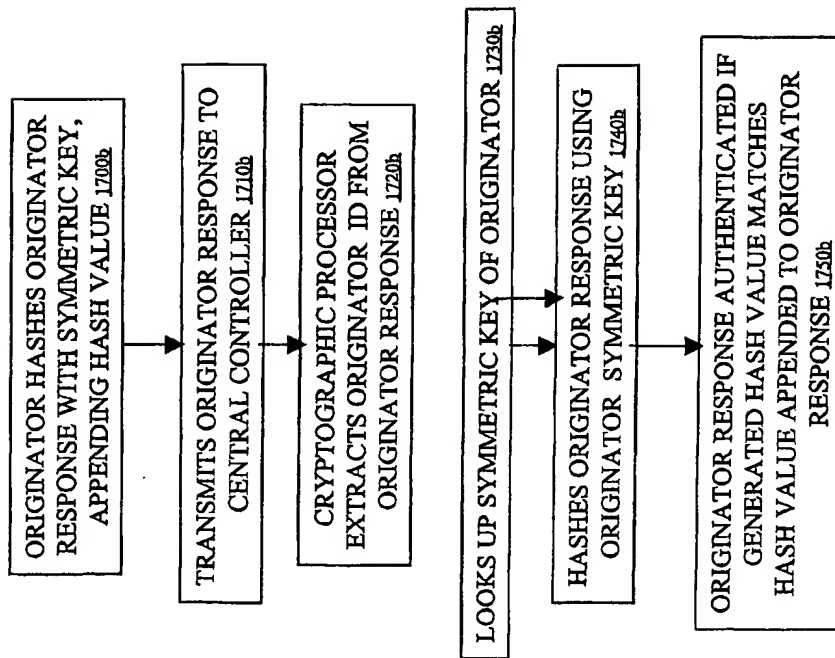 ORIGINATOR HASHES ORIGINATOR
RESPONSE WITH SYMMETRIC KEY,
APPENDING HASH VALUE 1700b
TRANSMITS ORIGINATOR RESPONSE TO
CENTRAL CONTROLLER 1710b
CRYPTOGRAPHIC PROCESSOR
EXTRACTS ORIGINATOR ID FROM
ORIGINATOR RESPONSE 1720b
LOOKS UP SYMMETRIC KEY OF ORIGINATOR 1730b
HASHES ORIGINATOR RESPONSE USING
ORIGINATOR SYMMETRIC KEY 1740b
ORIGINATOR RESPONSE AUTHENTICATED IF
GENERATED HASH VALUE MATCHES
HASH VALUE APPENDED TO ORIGINATOR
RESPONSE 1750b